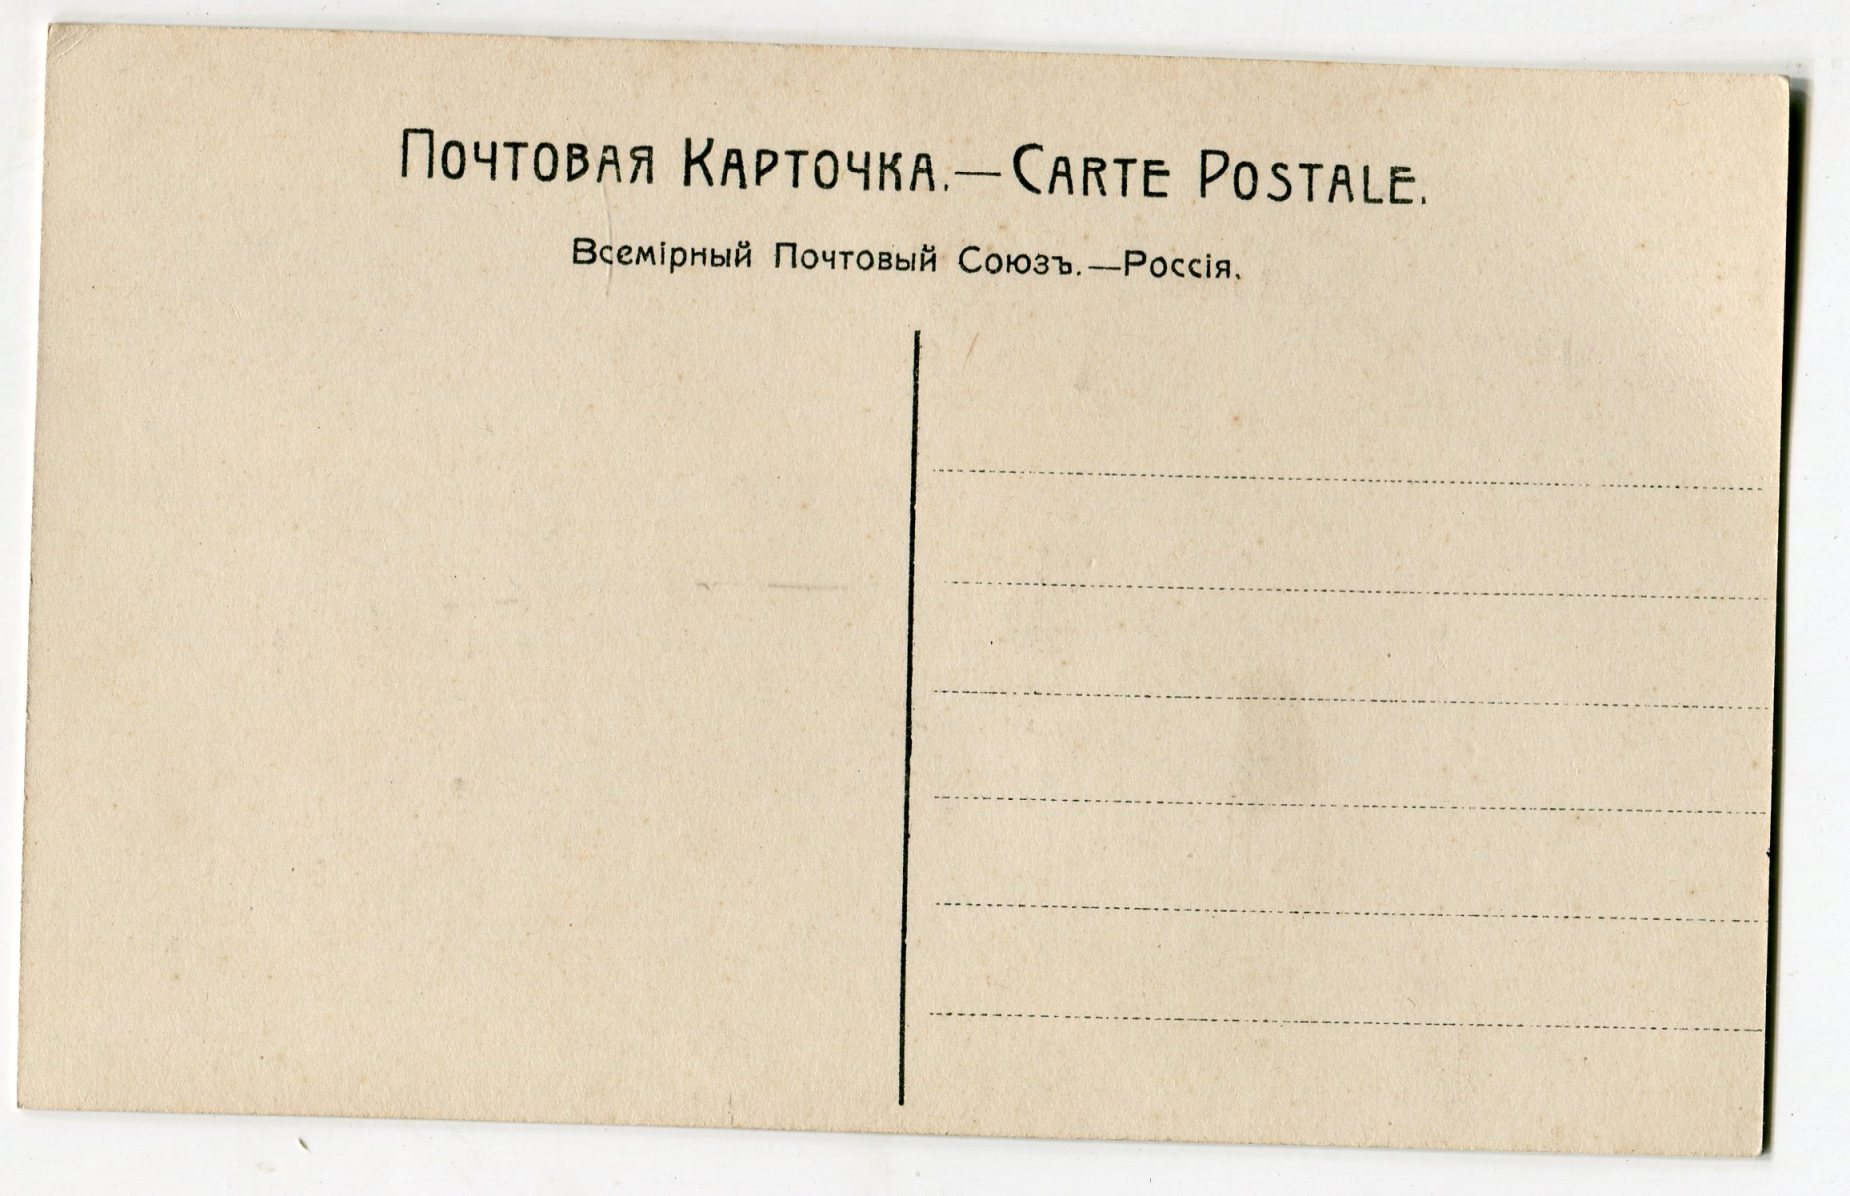 Почтовая Карточка.—Carte Postale.
Всемірный Почтовый Союзъ.—Россія.